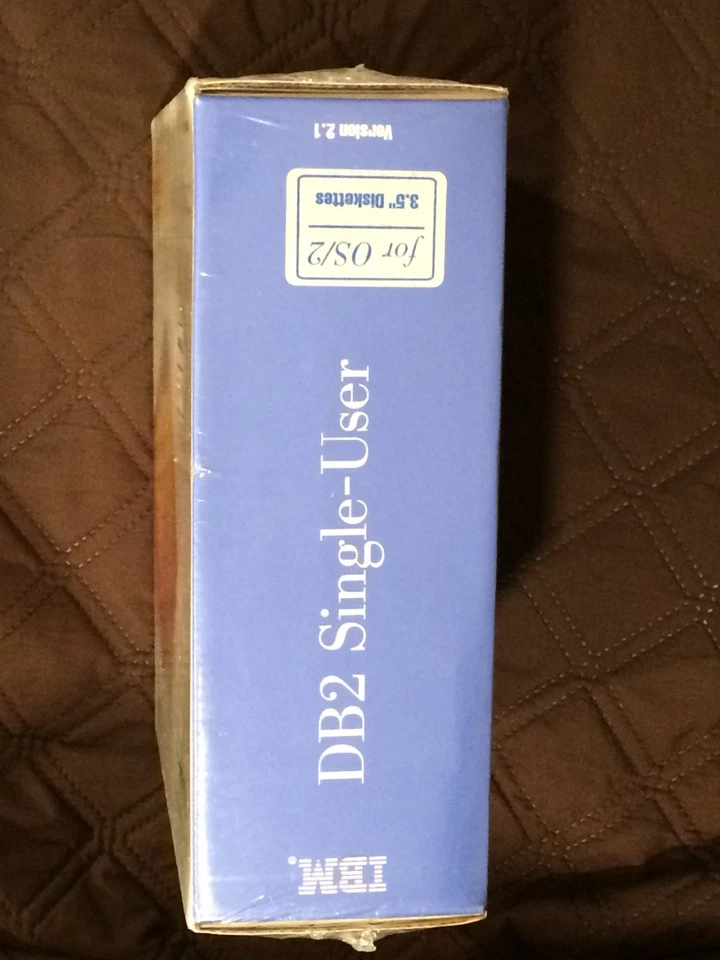 IBM®
DB2 Single-User
for OS/2
3.5" Diskettes
Version 2.1